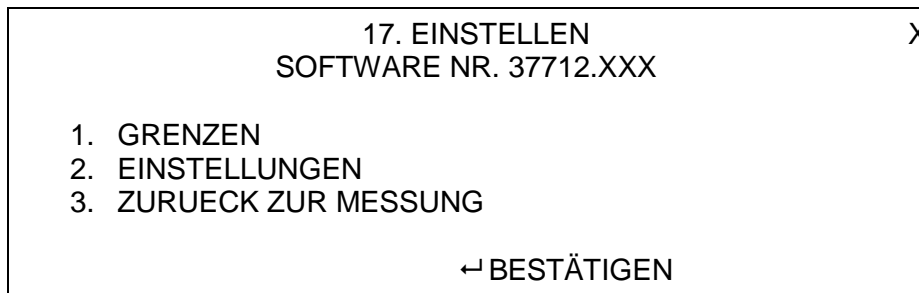 17. EINSTELLEN X
SOFTWARE NR. 37712.XXX
1. GRENZEN
2. EINSTELLUNGEN
3. ZURUECK ZUR MESSUNG
↵ BESTÄTIGEN